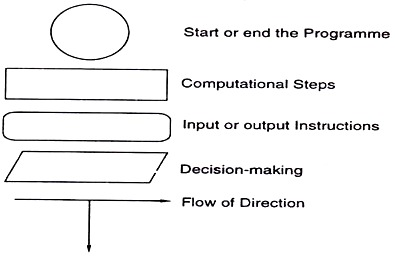 Start or end the Programme
Computational Steps
Input or output Instructions
Decision-making
Flow of Direction